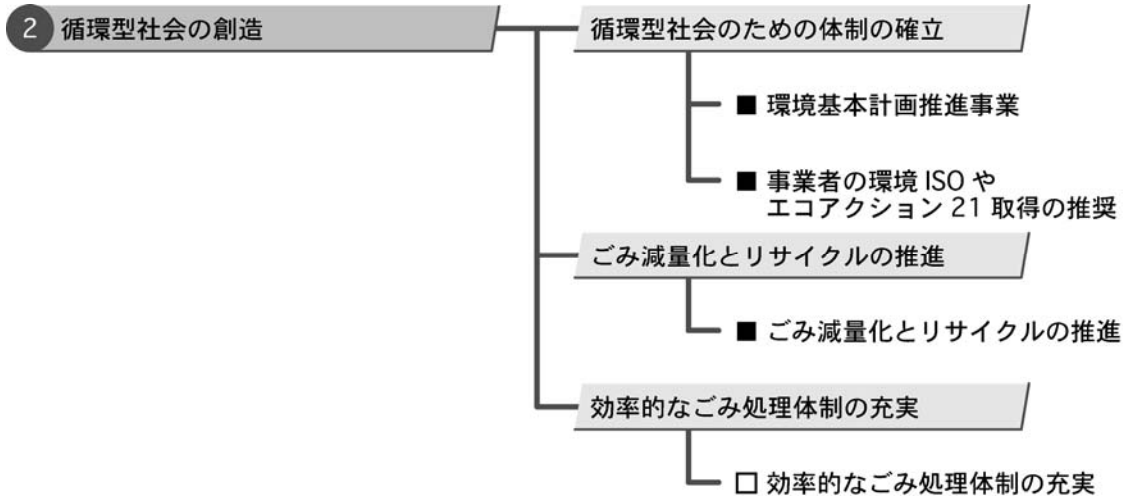 2 循環型社会の創造
循環型社会のための体制の確立
■ 環境基本計画推進事業
■ 事業者の環境 ISO や
エコアクション 21 取得の推奨
ごみ減量化とリサイクルの推進
■ ごみ減量化とリサイクルの推進
効率的なごみ処理体制の充実
□ 効率的なごみ処理体制の充実